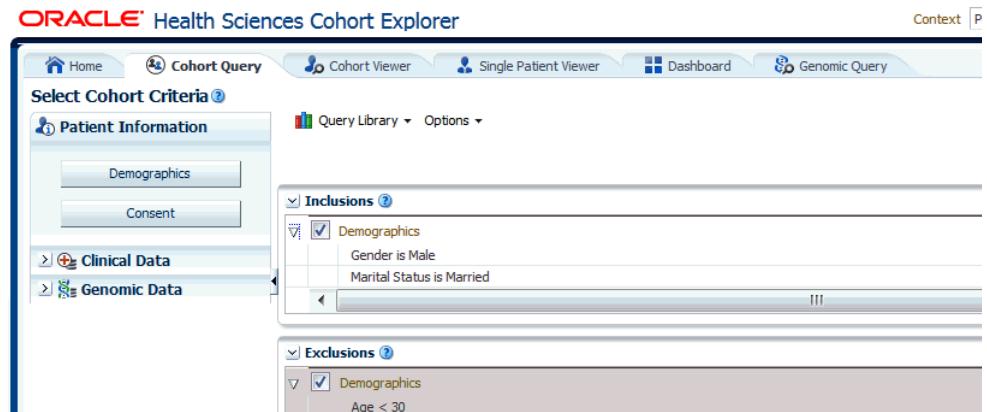 ORACLE Health Sciences Cohort Explorer
Context P
Home Cohort Query Cohort Viewer Single Patient Viewer Dashboard Genomic Query
Select Cohort Criteria
Patient Information
Query Library Options
Demographics
Consent
Inclusions
Demographics
Gender is Male
Clinical Data
Marital Status is Married
Genomic Data
Exclusions
Demographics
Age < 30